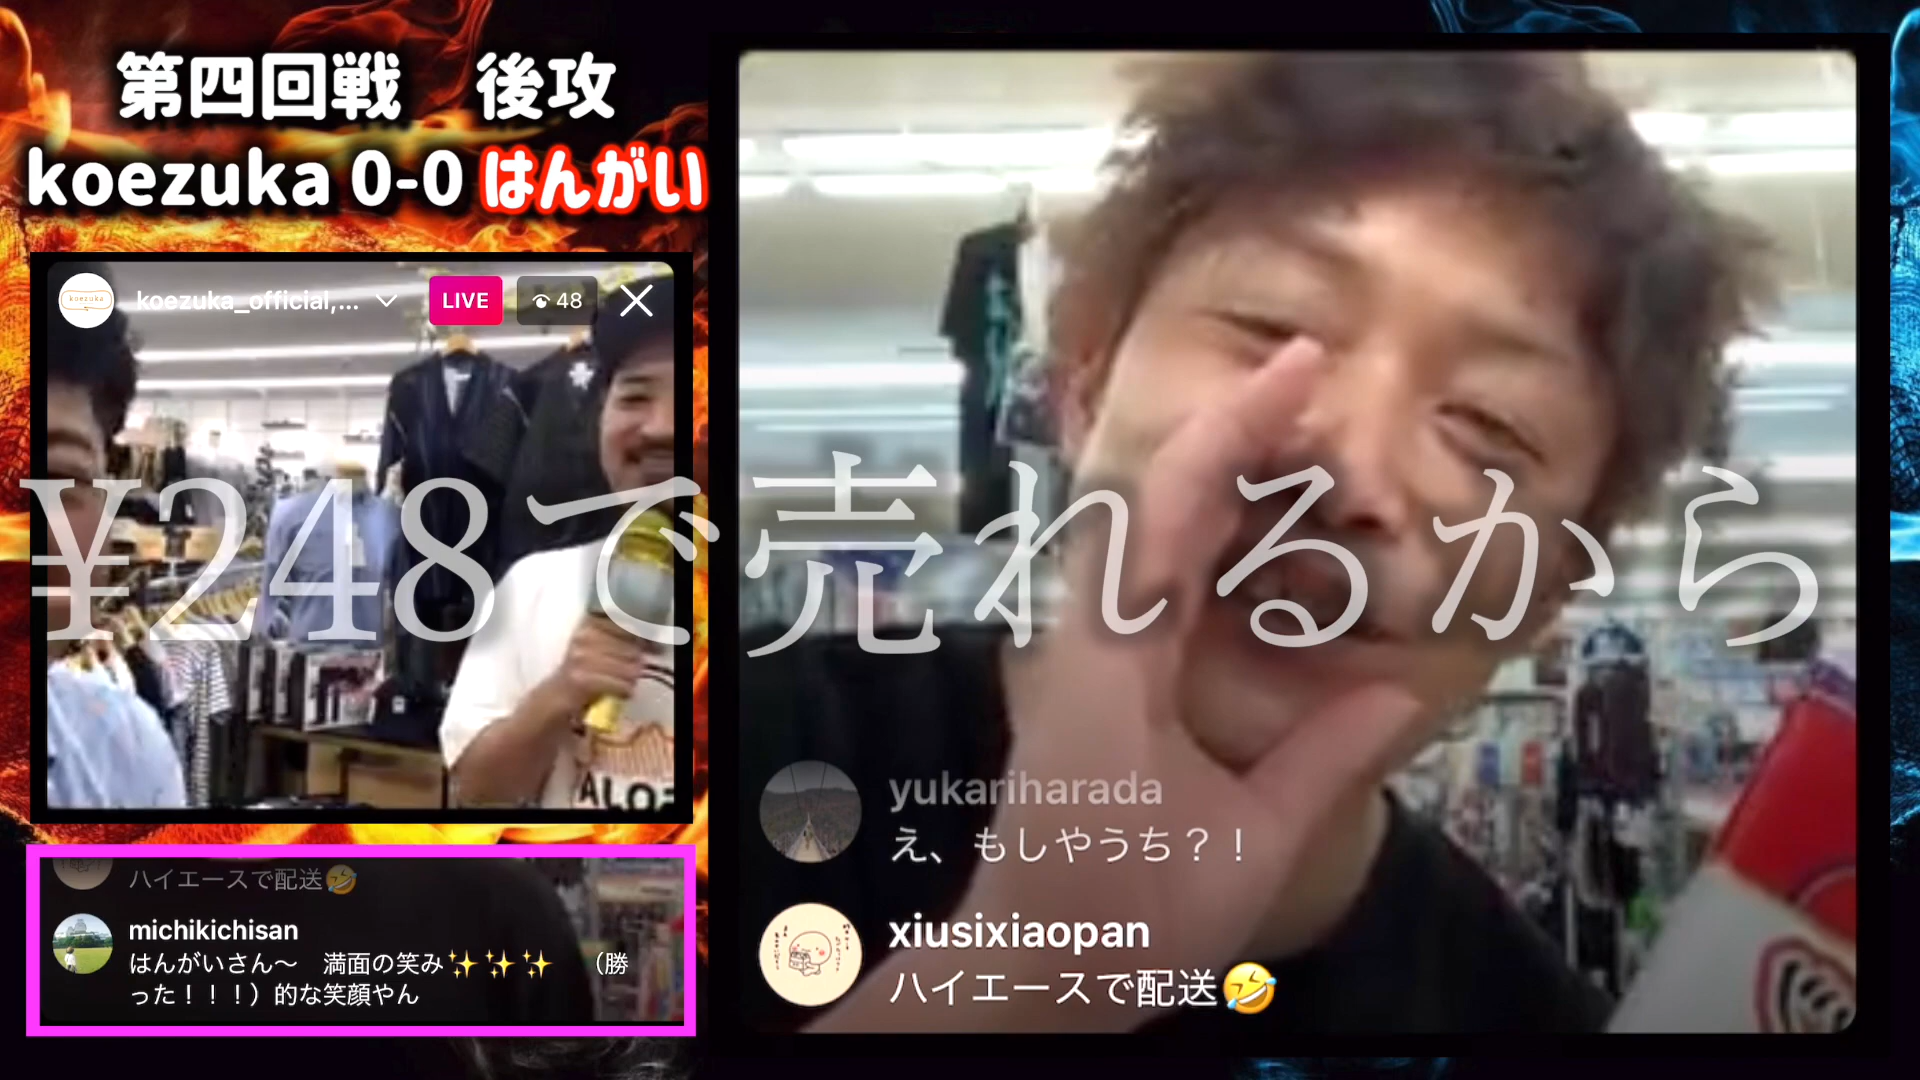 第四回戦　後攻
koezuka 0-0 はんがい
koezuka
koezuka_official,...
LIVE
48
¥248で売れるから
ALOH
yukariharada
え、もしやうち？！
xiusixiaopan
ハイエースで配送🤣
ハイエースで配送🤣
michikichisan
はんがいさん〜　満面の笑み✨✨✨　（勝
った！！！）的な笑顔やん